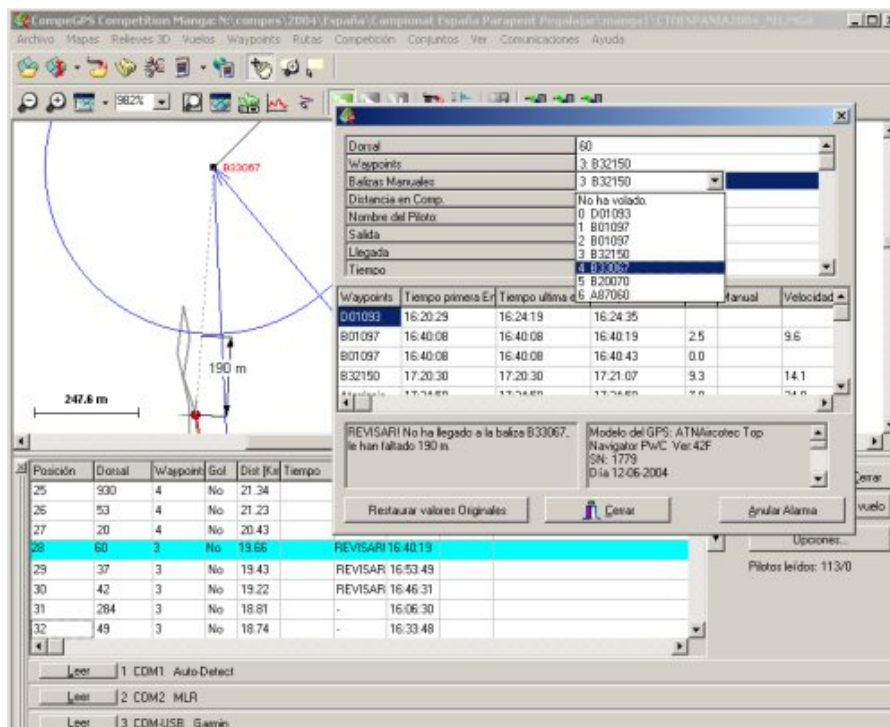 CompeGPS Competition Manga: N:\compes\2004\España\Campional España Parapent Pegalajar\manga1\CTOESPANIA2004_M1.MGA
Archivo Mapas Relieves 3D Vuelos Waypoints Rutas Competición Conjuntos Ver Comunicaciones Ayuda
982%
B33067
190 m
247.6 m
Dorsal 60
Waypoints 3: B32150
Balizas Manuales 3 B32150
Distancia en Comp.
Nombre del Piloto:
Salida
Llegada
Tiempo
No ha volado.
0 D01093
1 B01097
2 B01097
3 B32150
4 B33067
5 B20070
6 A87060
Waypoints Tiempo primera En Tiempo ultima e Manual Velocidad
D01093 16:20:29 16:24:19 16:24:35
B01097 16:40:08 16:40:08 16:40:19 2.5 9.6
B01097 16:40:08 16:40:08 16:40:43 0.0
B32150 17:20:30 17:20:30 17:21:07 9.3 14.1
REVISAR! No ha llegado a la baliza B33067,
le han faltado 190 m.
Modelo del GPS: ATNAircotec Top
Navigator PWC Ver:42F
SN: 1779
Dia 12-06-2004
Restaurar valores Originales Cerrar Anular Alarma
Posición Dorsal Waypoint Gol Dist [Km Tiempo
25 930 4 No 21.34
26 53 4 No 21.23
27 20 4 No 20.43
28 60 3 No 19.66 REVISAR! 16:40:19
29 37 3 No 19.43 REVISAR 16:53:49
30 42 3 No 19.22 REVISAR 16:46:31
31 284 3 No 18.81 - 16:06:30
32 49 3 No 18.74 - 16:33:48
Cerrar
vuelo
Opciones...
Pilotos leídos: 113/0
Leer 1 COM1 Auto-Detect
Leer 2 COM2 MLR
Leer 3 COM-USB Garmin